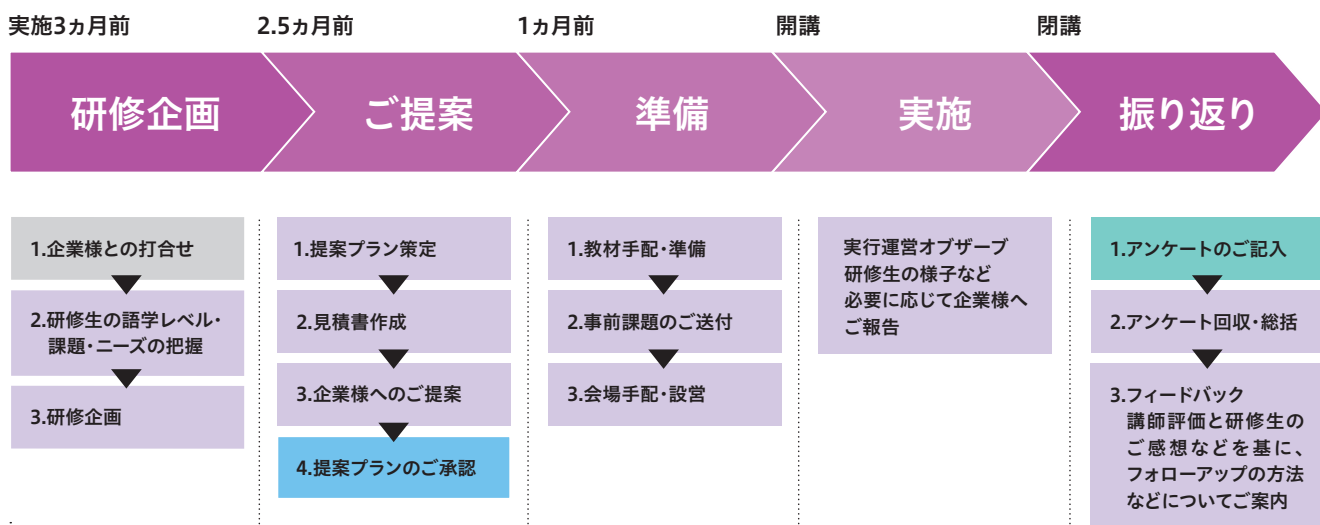 実施3ヵ月前
2.5ヵ月前
1ヵ月前
開講
閉講
研修企画
ご提案
準備
実施
振り返り
1.企業様との打合せ
2.研修生の語学レベル・
課題・ニーズの把握
3.研修企画
1.提案プラン策定
2.見積書作成
3.企業様へのご提案
4.提案プランのご承認
1.教材手配・準備
2.事前課題のご送付
3.会場手配・設営
実行運営オブザーブ
研修生の様子など
必要に応じて企業様へ
ご報告
1.アンケートのご記入
2.アンケート回収・総括
3.フィードバック
講師評価と研修生の
ご感想などを基に、
フォローアップの方法
などについてご案内